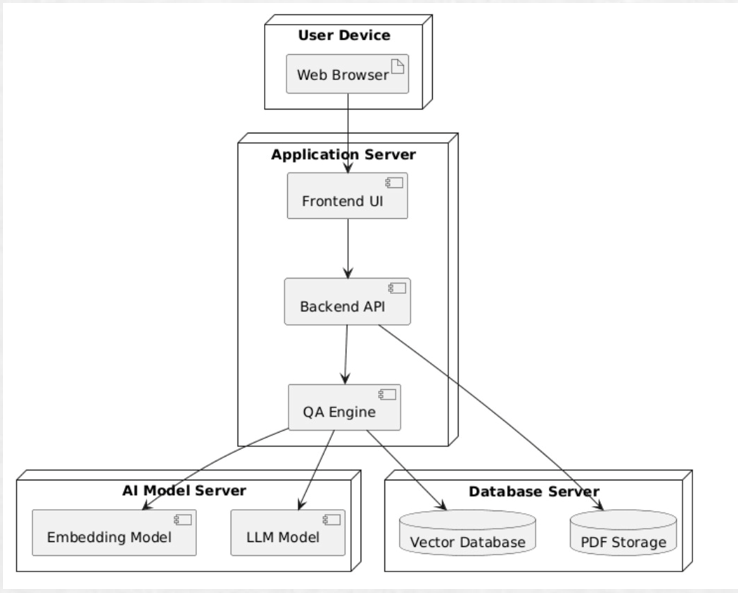 User Device
Web Browser
Application Server
Frontend UI
Backend API
QA Engine
AI Model Server
Database Server
Embedding Model
LLM Model
Vector Database
PDF Storage